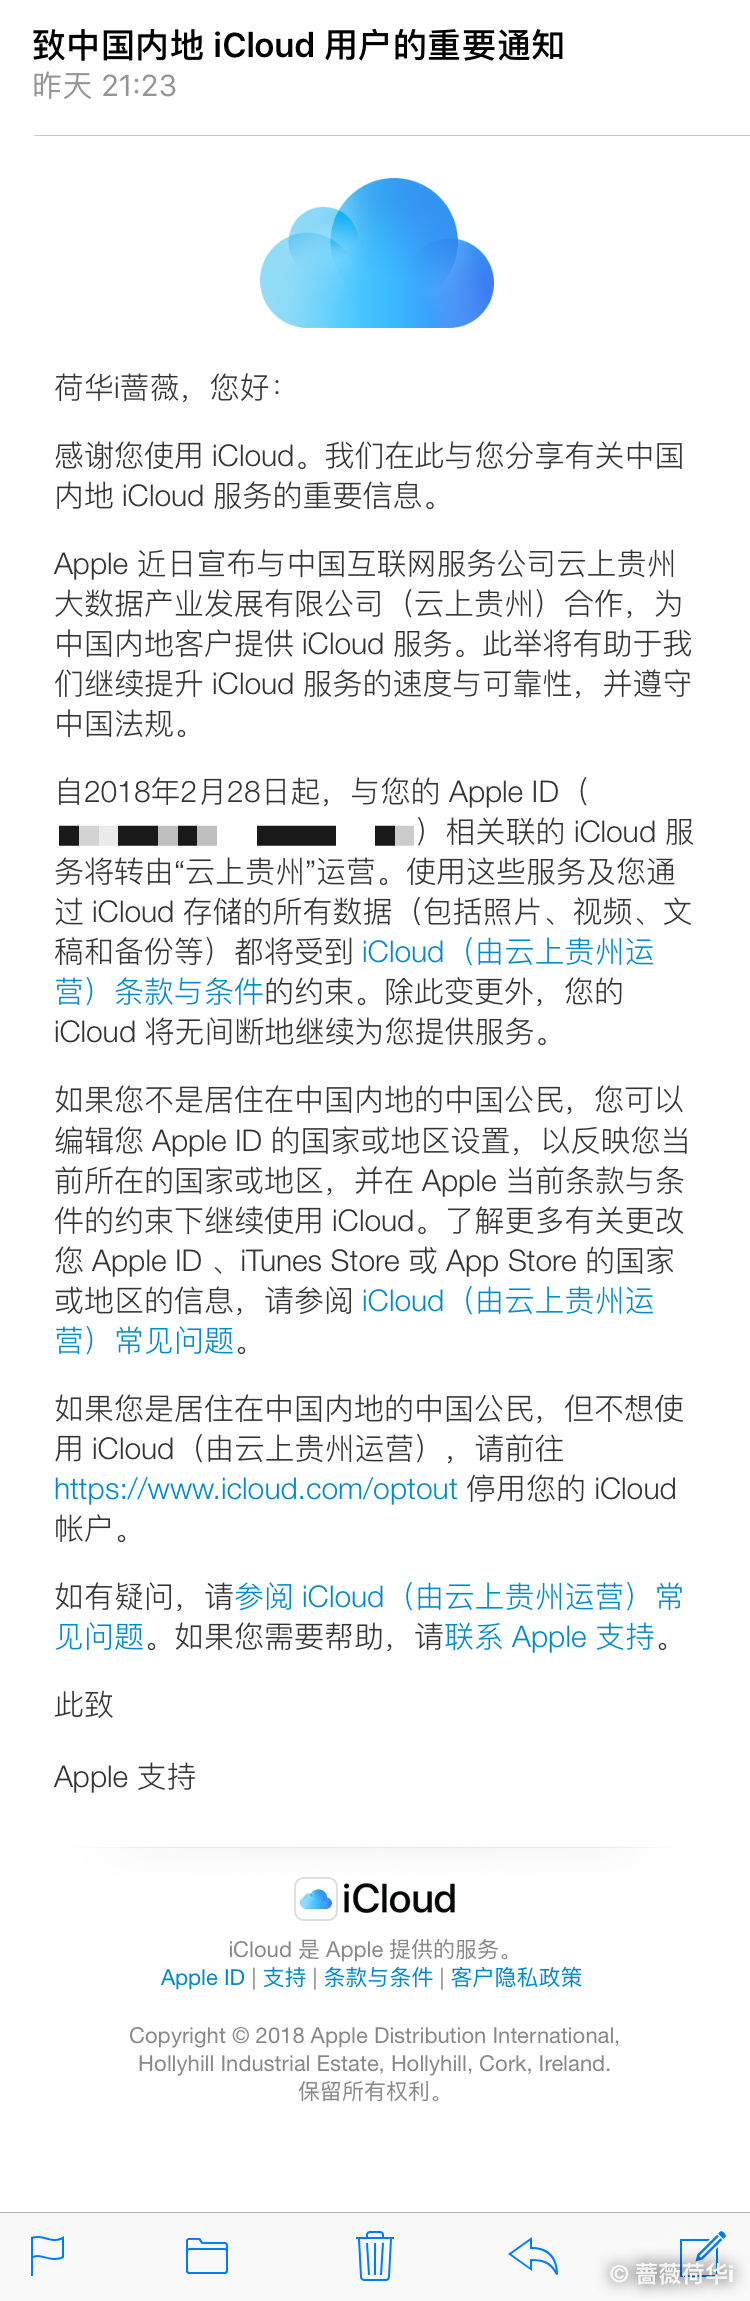 致中国内地 iCloud 用户的重要通知
昨天 21:23
荷华i蔷薇，您好：
感谢您使用 iCloud。我们在此与您分享有关中国
内地 iCloud 服务的重要信息。
Apple 近日宣布与中国互联网服务公司云上贵州
大数据产业发展有限公司（云上贵州）合作，为
中国内地客户提供 iCloud 服务。此举将有助于我
们继续提升 iCloud 服务的速度与可靠性，并遵守
中国法规。
自2018年2月28日起，与您的 Apple ID（
）相关联的 iCloud 服
务将转由“云上贵州”运营。使用这些服务及您通
过 iCloud 存储的所有数据（包括照片、视频、文
稿和备份等）都将受到 iCloud（由云上贵州运
营）条款与条件的约束。除此变更外，您的
iCloud 将无间断地继续为您提供服务。
如果您不是居住在中国内地的中国公民，您可以
编辑您 Apple ID 的国家或地区设置，以反映您当
前所在的国家或地区，并在 Apple 当前条款与条
件的约束下继续使用 iCloud。了解更多有关更改
您 Apple ID 、iTunes Store 或 App Store 的国家
或地区的信息，请参阅 iCloud（由云上贵州运
营）常见问题。
如果您是居住在中国内地的中国公民，但不想使
用 iCloud（由云上贵州运营），请前往
https://www.icloud.com/optout 停用您的 iCloud
帐户。
如有疑问，请参阅 iCloud（由云上贵州运营）常
见问题。如果您需要帮助，请联系 Apple 支持。
此致
Apple 支持
iCloud
iCloud 是 Apple 提供的服务。
Apple ID | 支持 | 条款与条件 | 客户隐私政策
Copyright © 2018 Apple Distribution International,
Hollyhill Industrial Estate, Hollyhill, Cork, Ireland.
保留所有权利。
© 蔷薇荷华i